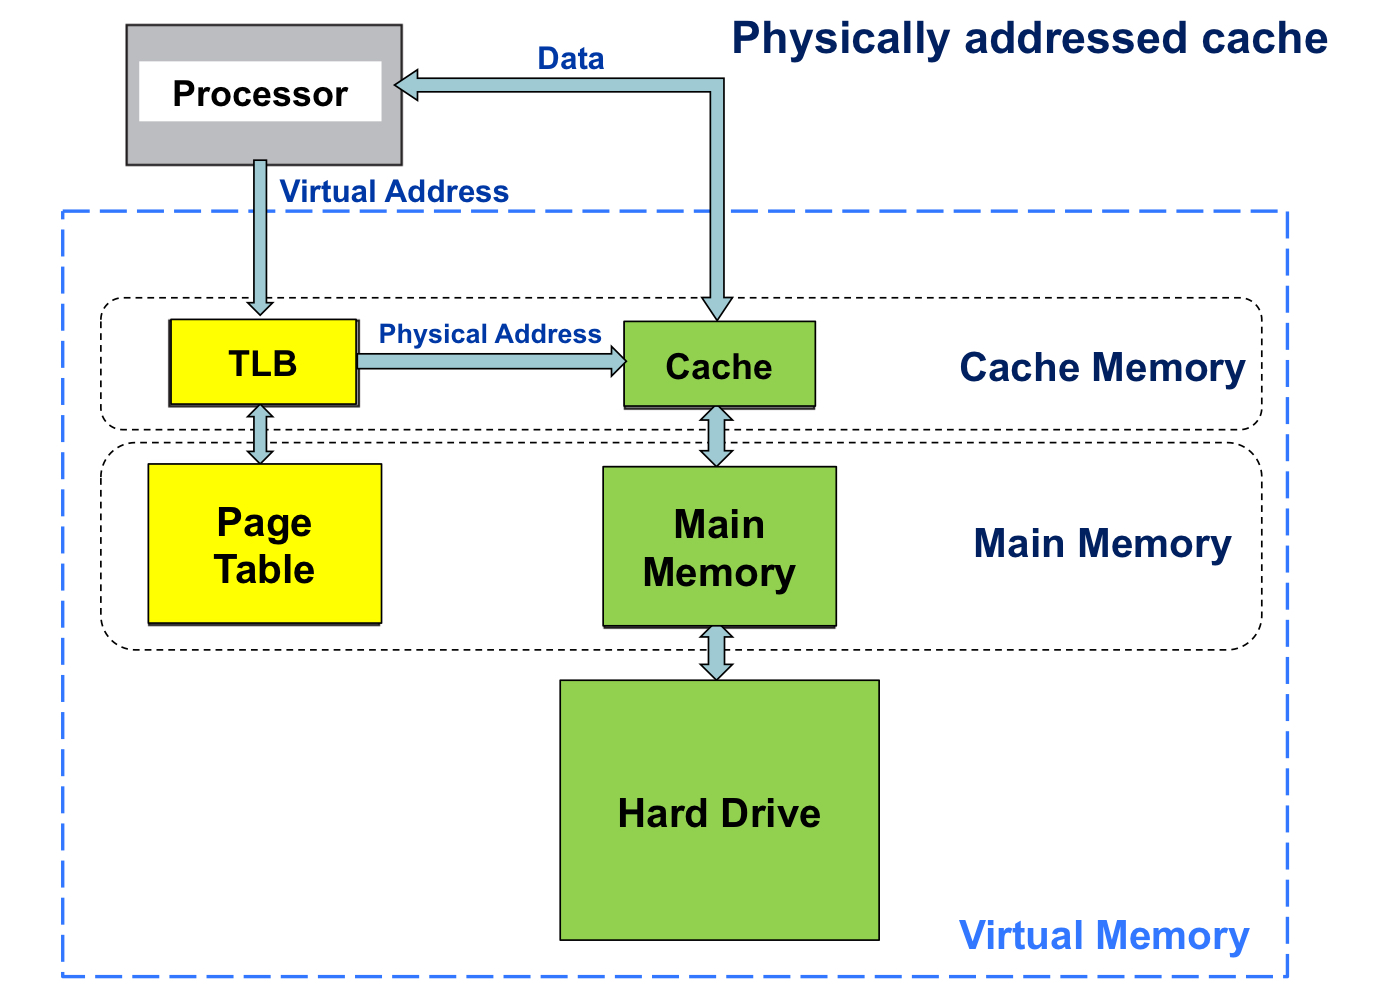 Physically addressed cache
Data
Processor
Virtual Address
TLB
Physical Address
Cache
Cache Memory
Page
Table
Main
Memory
Main Memory
Hard Drive
Virtual Memory